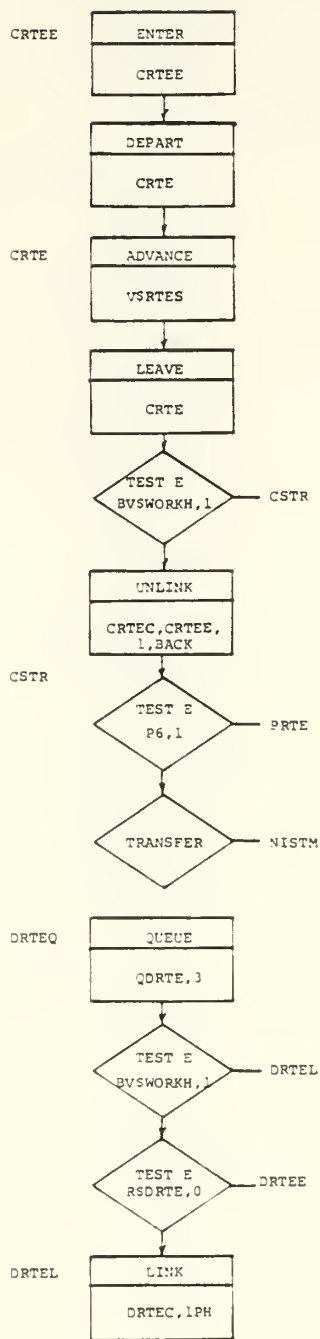 CRTEE
ENTER
CRTEE
DEPART
CRTE
CRTE
ADVANCE
VSRTES
LEAVE
CRTE
TEST E
BVSWORKH,1
CSTR
UNLINK
CRTEC,CRTEE,
1,BACK
CSTR
TEST E
P6,1
PRTE
TRANSFER
NISTM
DRTEQ
QUEUE
QDRTE,3
TEST E
BVSWORKH,1
DRTEL
TEST E
RSDRTE,0
DRTEE
DRTEL
LINK
DRTEC,1PH